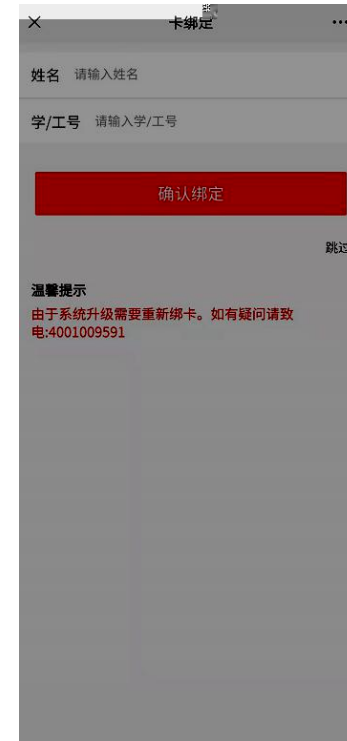 卡绑定
姓名 请输入姓名
学/工号 请输入学/工号
确认绑定
跳过
温馨提示
由于系统升级需要重新绑卡。如有疑问请致
电:4001009591